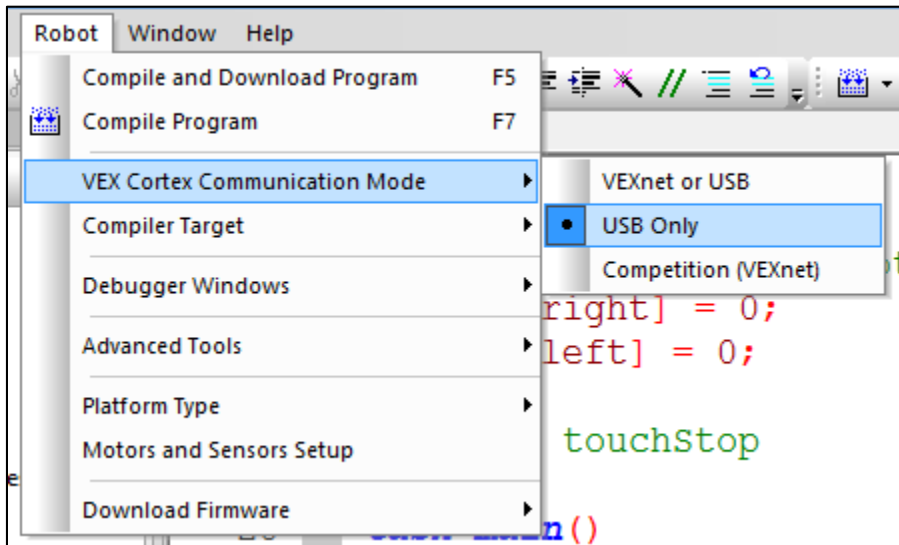 Robot Window Help
Compile and Download Program F5
Compile Program F7
VEX Cortex Communication Mode
VEXnet or USB
Compiler Target
USB Only
Competition (VEXnet)
Debugger Windows
right] = 0;
Advanced Tools
left] = 0;
Platform Type
Motors and Sensors Setup
touchStop
Download Firmware
()